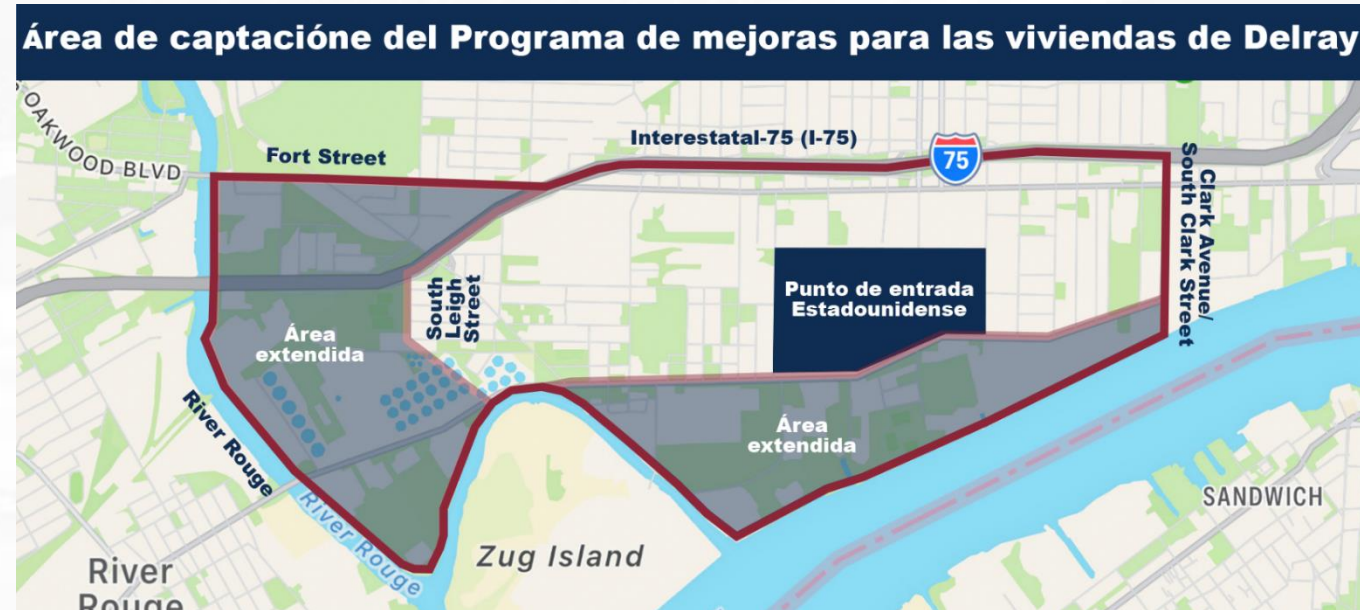 Área de captacióne del Programa de mejoras para las viviendas de Delray
OAKWOOD BLVD
Fort Street
Interestatal-75 (I-75)
75
Clark Avenue/
South Clark Street
South
Leigh
Street
Punto de entrada
Estadounidense
Área
extendida
Área
extendida
River Rouge
River Rouge
Zug Island
SANDWICH
River
Rouge